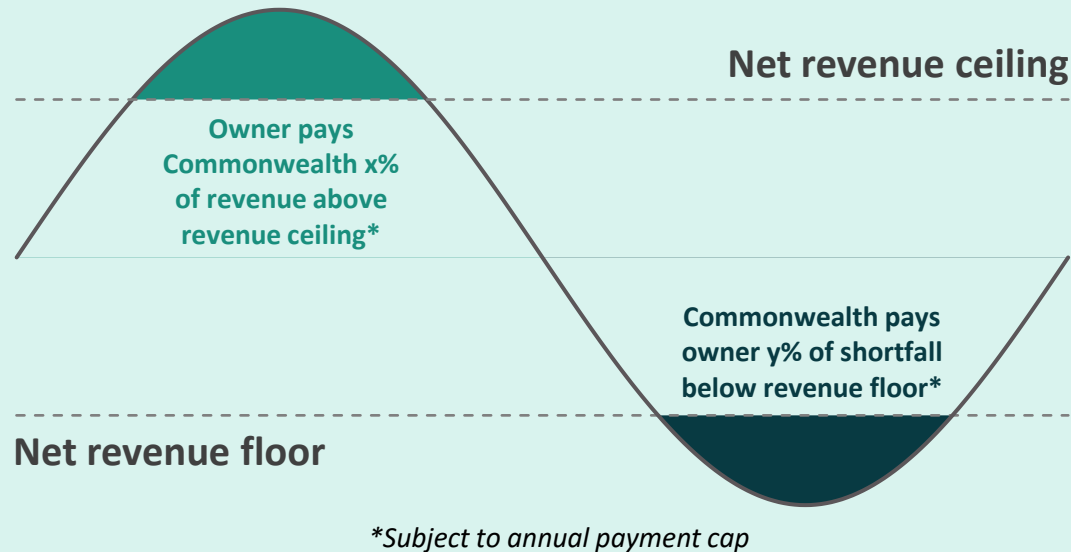 Net revenue ceiling
Owner pays
Commonwealth x%
of revenue above
revenue ceiling*
Commonwealth pays
owner y% of shortfall
below revenue floor*
Net revenue floor
*Subject to annual payment cap